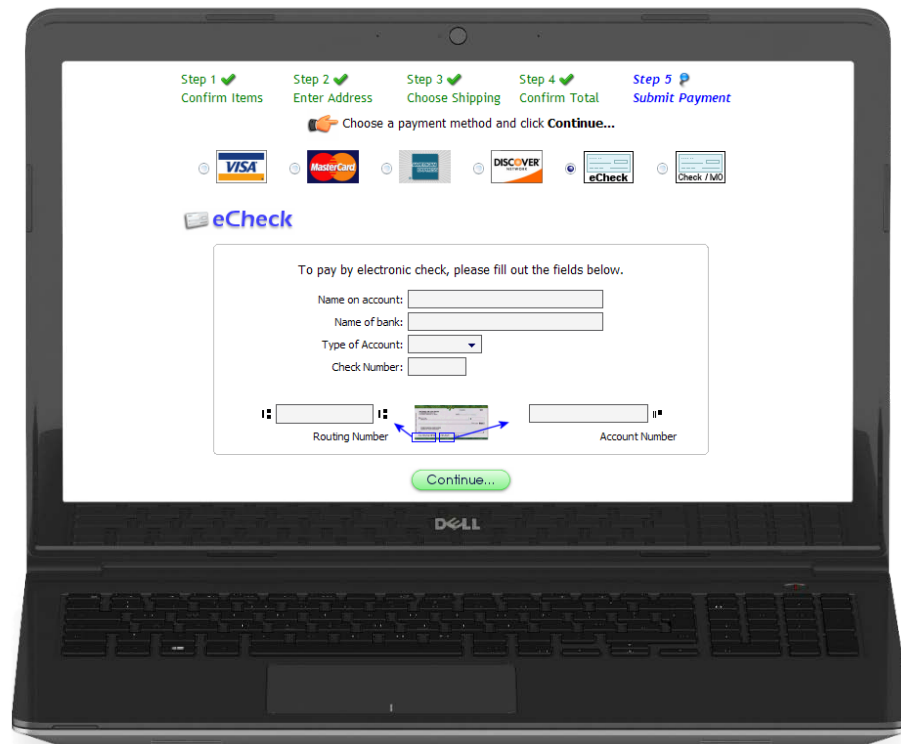 Step 1 Step 2 Step 3 Step 4 Step 5
Confirm Items Enter Address Choose Shipping Confirm Total Submit Payment
Choose a payment method and click Continue...
VISA MasterCard DISCOVER NETWORK eCheck Check / MO
eCheck
To pay by electronic check, please fill out the fields below.
Name on account:
Name of bank:
Type of Account:
Check Number:
Routing Number Account Number
Continue...
DELL